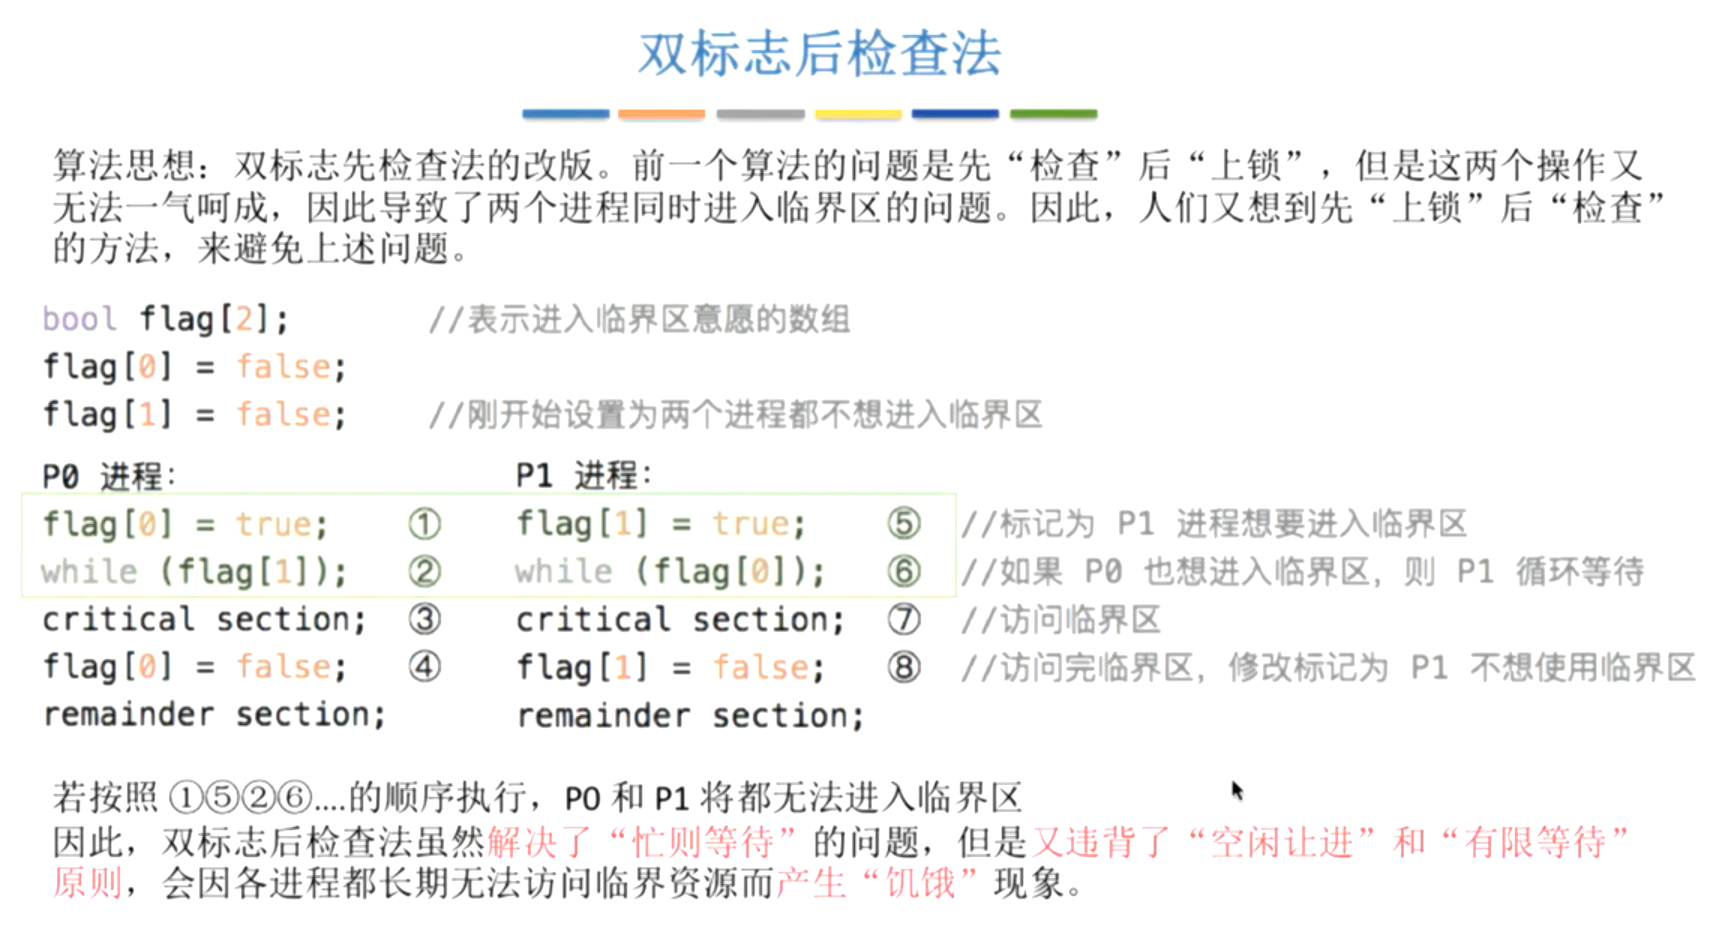 双标志后检查法
算法思想：双标志先检查法的改版。前一个算法的问题是先“检查”后“上锁”，但是这两个操作又
无法一气呵成，因此导致了两个进程同时进入临界区的问题。因此，人们又想到先“上锁”后“检查”
的方法，来避免上述问题。
bool flag[2]; //表示进入临界区意愿的数组
flag[0] = false;
flag[1] = false; //刚开始设置为两个进程都不想进入临界区
P0 进程： P1 进程：
flag[0] = true; ① flag[1] = true; ⑤ //标记为 P1 进程想要进入临界区
while (flag[1]); ② while (flag[0]); ⑥ //如果 P0 也想进入临界区，则 P1 循环等待
critical section; ③ critical section; ⑦ //访问临界区
flag[0] = false; ④ flag[1] = false; ⑧ //访问完临界区，修改标记为 P1 不想使用临界区
remainder section; remainder section;
若按照 ①⑤②⑥....的顺序执行，P0 和 P1 将都无法进入临界区
因此，双标志后检查法虽然解决了“忙则等待”的问题，但是又违背了“空闲让进”和“有限等待”
原则，会因各进程都长期无法访问临界资源而产生“饥饿”现象。